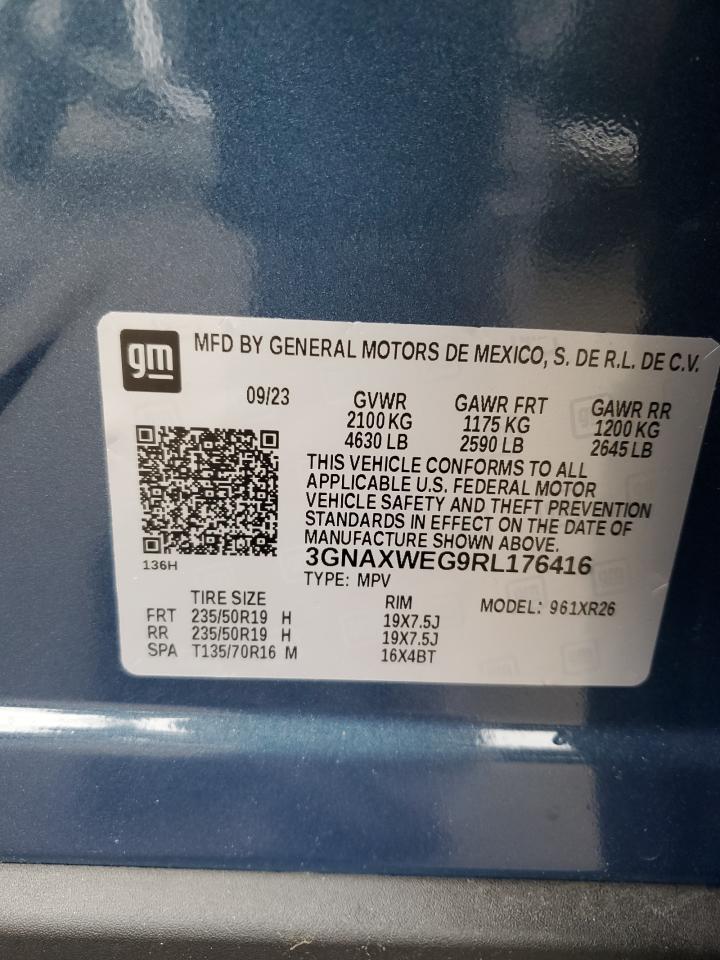 gm
MFD BY GENERAL MOTORS DE MEXICO, S. DE R.L. DE C.V.
09/23
GVWR GAWR FRT GAWR RR
2100 KG 1175 KG 1200 KG
4630 LB 2590 LB 2645 LB
THIS VEHICLE CONFORMS TO ALL
APPLICABLE U.S. FEDERAL MOTOR
VEHICLE SAFETY AND THEFT PREVENTION
STANDARDS IN EFFECT ON THE DATE OF
MANUFACTURE SHOWN ABOVE.
136H
3GNAXWEG9RL176416
TYPE: MPV
TIRE SIZE RIM MODEL: 961XR26
FRT 235/50R19 H 19X7.5J
RR 235/50R19 H 19X7.5J
SPA T135/70R16 M 16X4BT